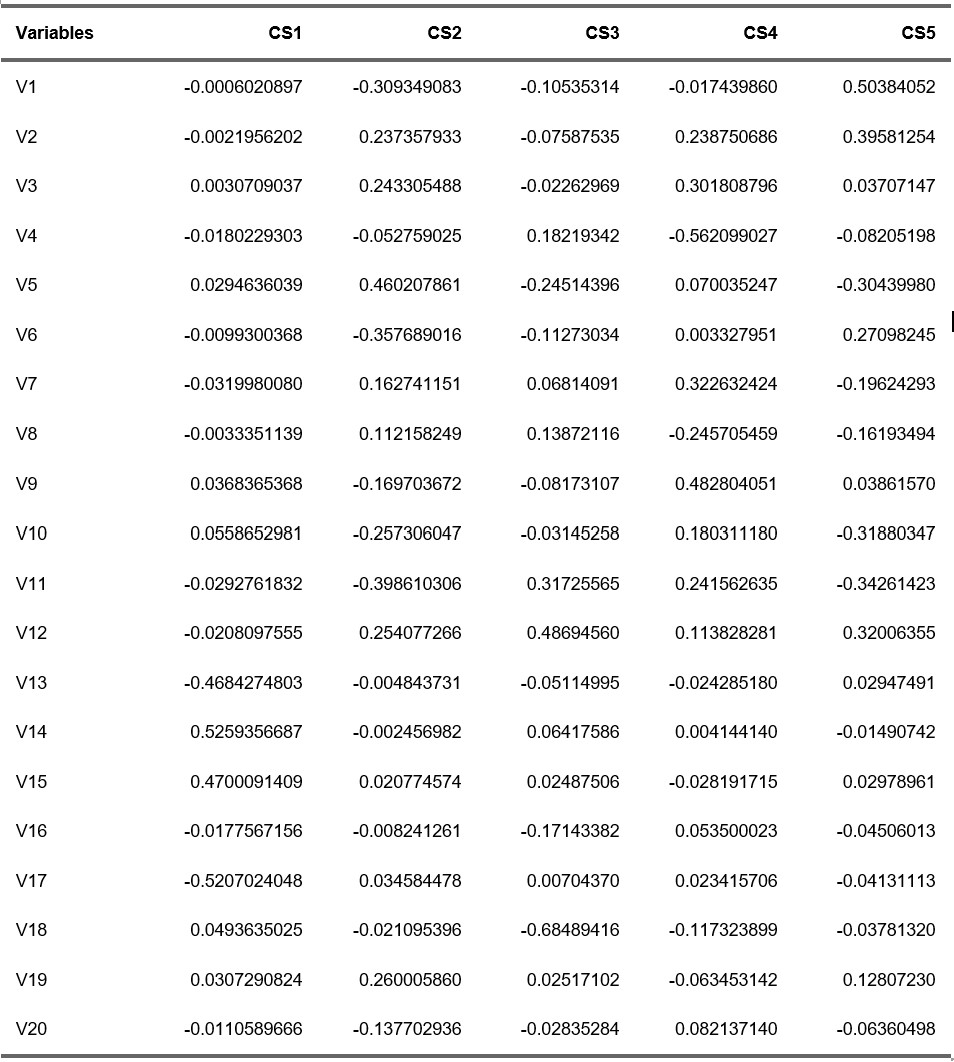 Variables CS1 CS2 CS3 CS4 CS5
V1 -0.0006020897 -0.309349083 -0.10535314 -0.017439860 0.50384052
V2 -0.0021956202 0.237357933 -0.07587535 0.238750686 0.39581254
V3 0.0030709037 0.243305488 -0.02262969 0.301808796 0.03707147
V4 -0.0180229303 -0.052759025 0.18219342 -0.562099027 -0.08205198
V5 0.0294636039 0.460207861 -0.24514396 0.070035247 -0.30439980
V6 -0.0099300368 -0.357689016 -0.11273034 0.003327951 0.27098245
V7 -0.0319980080 0.162741151 0.06814091 0.322632424 -0.19624293
V8 -0.0033351139 0.112158249 0.13872116 -0.245705459 -0.16193494
V9 0.0368365368 -0.169703672 -0.08173107 0.482804051 0.03861570
V10 0.0558652981 -0.257306047 -0.03145258 0.180311180 -0.31880347
V11 -0.0292761832 -0.398610306 0.31725565 0.241562635 -0.34261423
V12 -0.0208097555 0.254077266 0.48694560 0.113828281 0.32006355
V13 -0.4684274803 -0.004843731 -0.05114995 -0.024285180 0.02947491
V14 0.5259356687 -0.002456982 0.06417586 0.004144140 -0.01490742
V15 0.4700091409 0.020774574 0.02487506 -0.028191715 0.02978961
V16 -0.0177567156 -0.008241261 -0.17143382 0.053500023 -0.04506013
V17 -0.5207024048 0.034584478 0.00704370 0.023415706 -0.04131113
V18 0.0493635025 -0.021095396 -0.68489416 -0.117323899 -0.03781320
V19 0.0307290824 0.260005860 0.02517102 -0.063453142 0.12807230
V20 -0.0110589666 -0.137702936 -0.02835284 0.082137140 -0.06360498